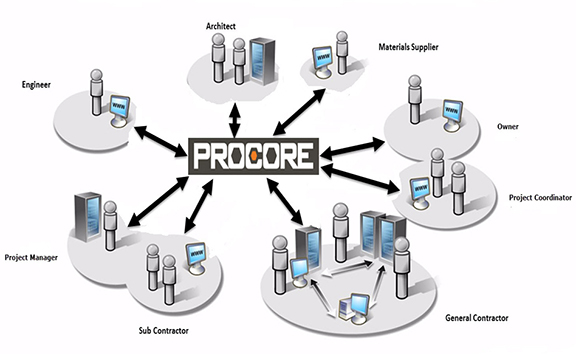 Architect
Materials Supplier
Engineer
WWW
WWW
WWW
Owner
PROCORE
WWW
Project Coordinator
Project Manager
WWW
Sub Contractor
General Contractor